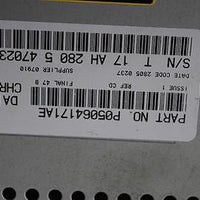 PART NO. P05064171AE
ISSUE 1 REF CD
DATE CODE 2805 0237
FINAL 47 8
SUPPLIER 07910
S/N T 17 AH 280 5 47023
DA
CHR